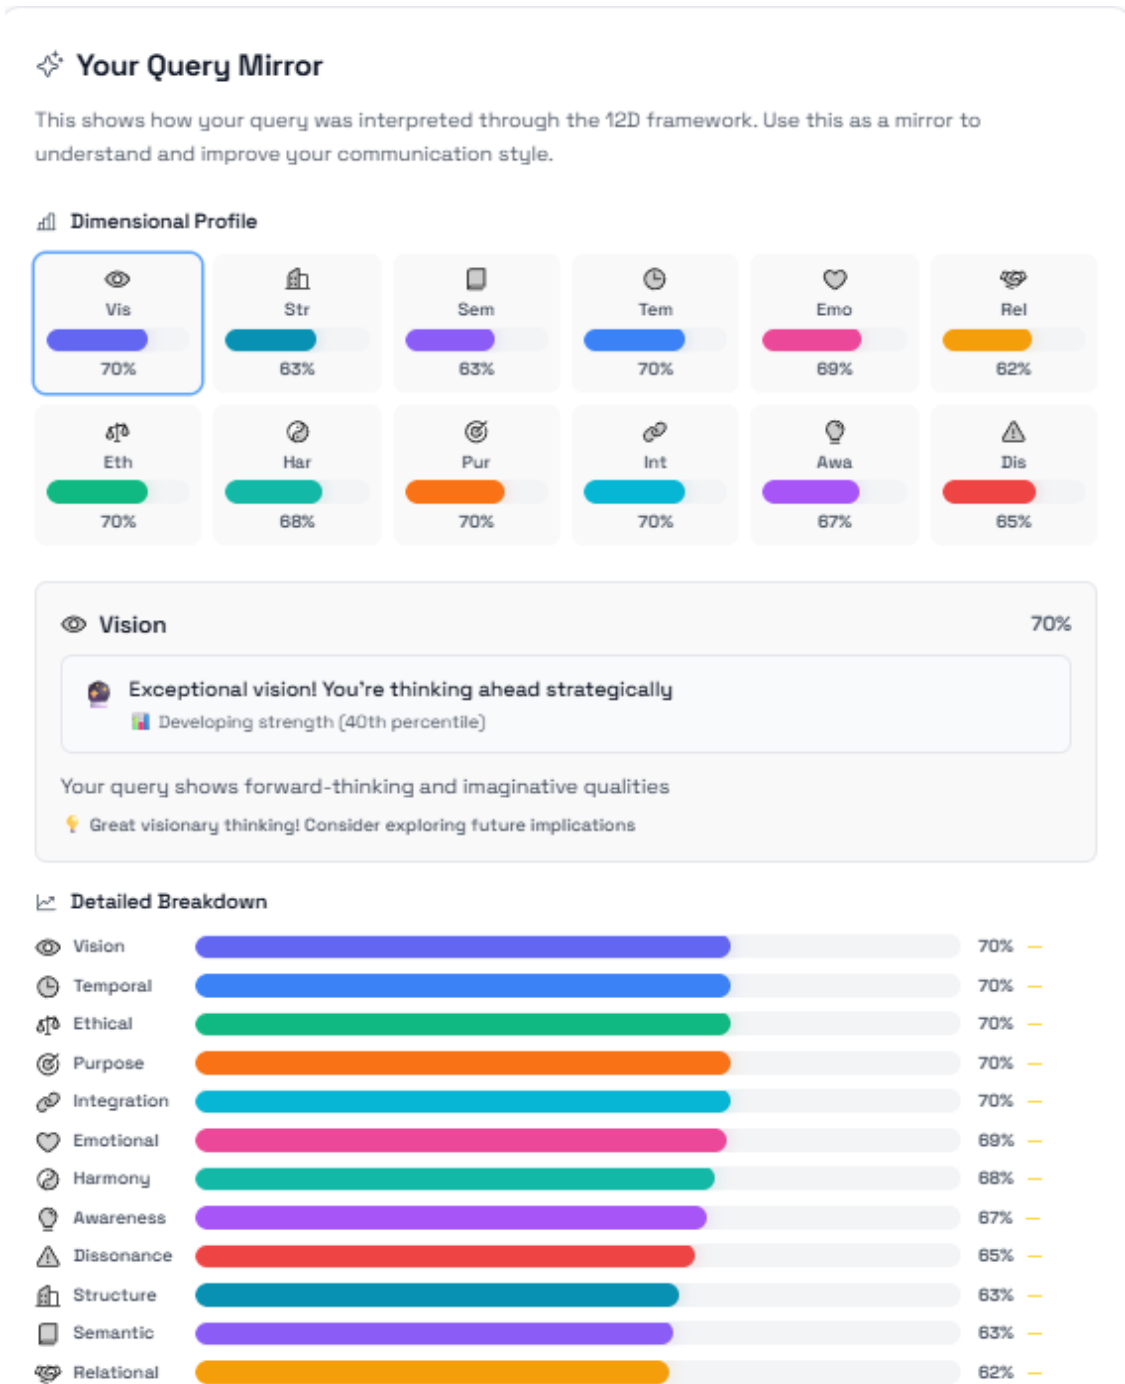 Your Query Mirror
This shows how your query was interpreted through the 12D framework. Use this as a mirror to
understand and improve your communication style.
Dimensional Profile
Vis
Str
Sem
Tem
Emo
Rel
70%
63%
63%
70%
69%
62%
Eth
Har
Pur
Int
Awa
Dis
70%
68%
70%
70%
67%
65%
Vision
70%
Exceptional vision! You're thinking ahead strategically
Developing strength (40th percentile)
Your query shows forward-thinking and imaginative qualities
Great visionary thinking! Consider exploring future implications
Detailed Breakdown
Vision 70% —
Temporal 70% —
Ethical 70% —
Purpose 70% —
Integration 70% —
Emotional 69% —
Harmony 68% —
Awareness 67% —
Dissonance 65% —
Structure 63% —
Semantic 63% —
Relational 62% —